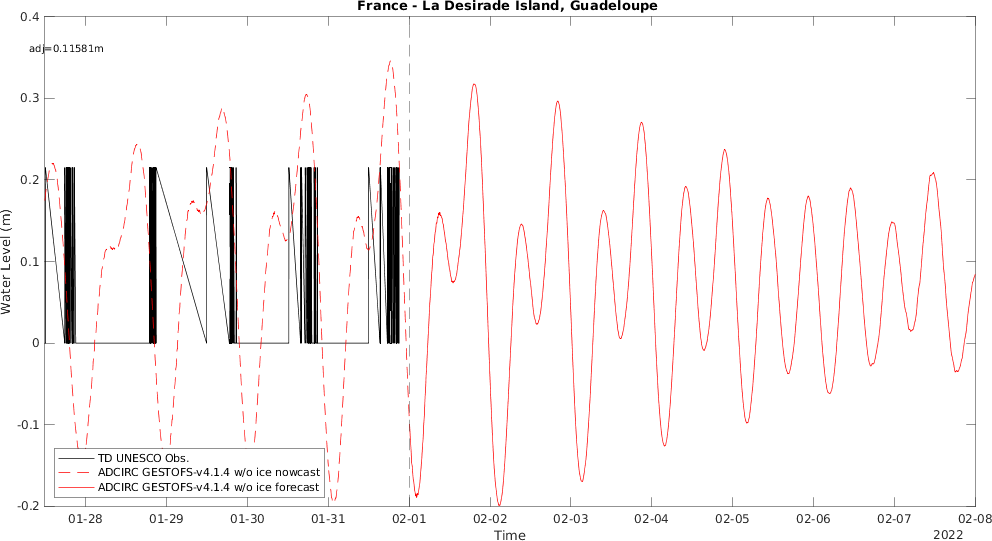 France - La Desirade Island, Guadeloupe
0.4
adj=0.11581m
0.3
0.2
0.1
0
-0.1
-0.2
Water Level (m)
TD UNESCO Obs.
ADCIRC GESTOFS-v4.1.4 w/o ice nowcast
ADCIRC GESTOFS-v4.1.4 w/o ice forecast
01-28 01-29 01-30 01-31 02-01 02-02 02-03 02-04 02-05 02-06 02-07 02-08
Time
2022